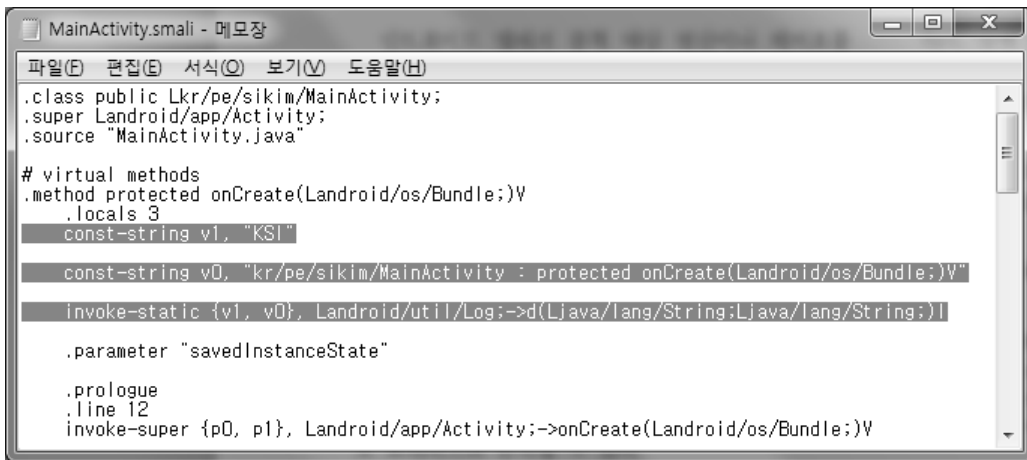 MainActivity.smali - 메모장
파일(F) 편집(E) 서식(O) 보기(V) 도움말(H)
.class public Lkr/pe/sikim/MainActivity;
.super Landroid/app/Activity;
.source "MainActivity.java"
# virtual methods
.method protected onCreate(Landroid/os/Bundle;)V
.locals 3
const-string v1, "KSI"
const-string v0, "kr/pe/sikim/MainActivity : protected onCreate(Landroid/os/Bundle;)V"
invoke-static {v1, v0}, Landroid/util/Log;->d(Ljava/lang/String;Ljava/lang/String;)I
.parameter "savedInstanceState"
.prologue
.line 12
invoke-super {p0, p1}, Landroid/app/Activity;->onCreate(Landroid/os/Bundle;)V